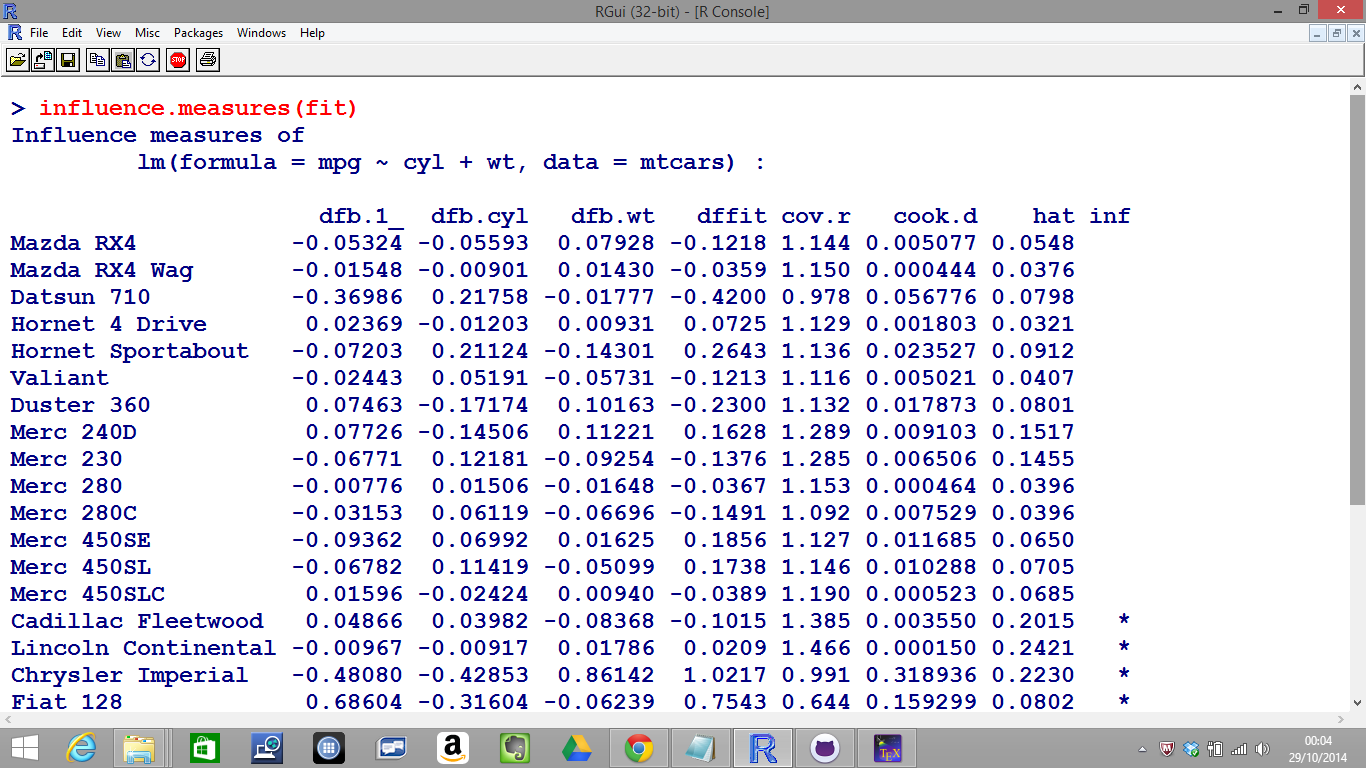 RGui (32-bit) - [R Console]
File Edit View Misc Packages Windows Help
STOP
> influence.measures(fit)
Influence measures of
         lm(formula = mpg ~ cyl + wt, data = mtcars) :
                      dfb.1_  dfb.cyl   dfb.wt   dffit cov.r   cook.d    hat inf
Mazda RX4           -0.05324 -0.05593  0.07928 -0.1218 1.144 0.005077 0.0548
Mazda RX4 Wag       -0.01548 -0.00901  0.01430 -0.0359 1.150 0.000444 0.0376
Datsun 710          -0.36986  0.21758 -0.01777 -0.4200 0.978 0.056776 0.0798
Hornet 4 Drive       0.02369 -0.01203  0.00931  0.0725 1.129 0.001803 0.0321
Hornet Sportabout   -0.07203  0.21124 -0.14301  0.2643 1.136 0.023527 0.0912
Valiant             -0.02443  0.05191 -0.05731 -0.1213 1.116 0.005021 0.0407
Duster 360           0.07463 -0.17174  0.10163 -0.2300 1.132 0.017873 0.0801
Merc 240D            0.07726 -0.14506  0.11221  0.1628 1.289 0.009103 0.1517
Merc 230            -0.06771  0.12181 -0.09254 -0.1376 1.285 0.006506 0.1455
Merc 280            -0.00776  0.01506 -0.01648 -0.0367 1.153 0.000464 0.0396
Merc 280C           -0.03153  0.06119 -0.06696 -0.1491 1.092 0.007529 0.0396
Merc 450SE          -0.09362  0.06992  0.01625  0.1856 1.127 0.011685 0.0650
Merc 450SL          -0.06782  0.11419 -0.05099  0.1738 1.146 0.010288 0.0705
Merc 450SLC          0.01596 -0.02424  0.00940 -0.0389 1.190 0.000523 0.0685
Cadillac Fleetwood   0.04866  0.03982 -0.08368 -0.1015 1.385 0.003550 0.2015   *
Lincoln Continental -0.00967 -0.00917  0.01786  0.0209 1.466 0.000150 0.2421   *
Chrysler Imperial   -0.48080 -0.42853  0.86142  1.0217 0.991 0.318936 0.2230   *
Fiat 128             0.68604 -0.31604 -0.06239  0.7543 0.644 0.159299 0.0802   *
00:04
29/10/2014